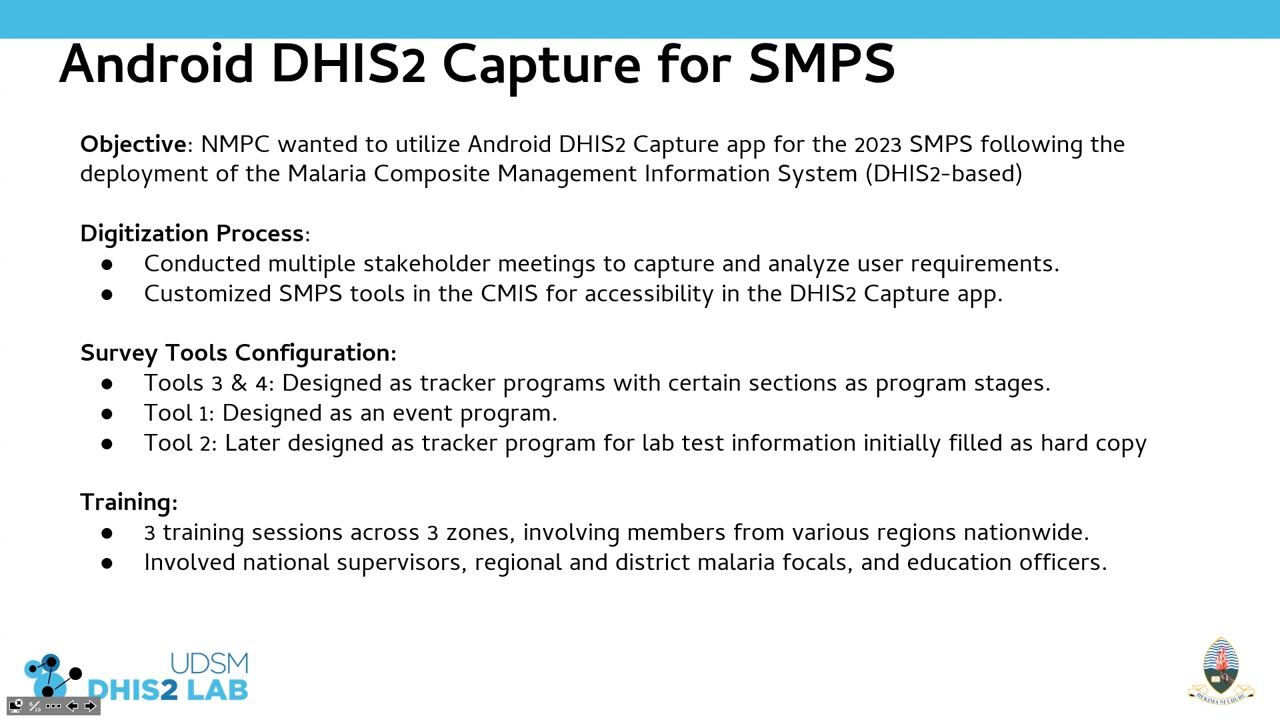 Android DHIS2 Capture for SMPS
Objective: NMPC wanted to utilize Android DHIS2 Capture app for the 2023 SMPS following the
deployment of the Malaria Composite Management Information System (DHIS2-based)
Digitization Process:
● Conducted multiple stakeholder meetings to capture and analyze user requirements.
● Customized SMPS tools in the CMIS for accessibility in the DHIS2 Capture app.
Survey Tools Configuration:
● Tools 3 & 4: Designed as tracker programs with certain sections as program stages.
● Tool 1: Designed as an event program.
● Tool 2: Later designed as tracker program for lab test information initially filled as hard copy
Training:
● 3 training sessions across 3 zones, involving members from various regions nationwide.
● Involved national supervisors, regional and district malaria focals, and education officers.
UDSM
DHIS2 LAB
HEKIMA NI UHURU